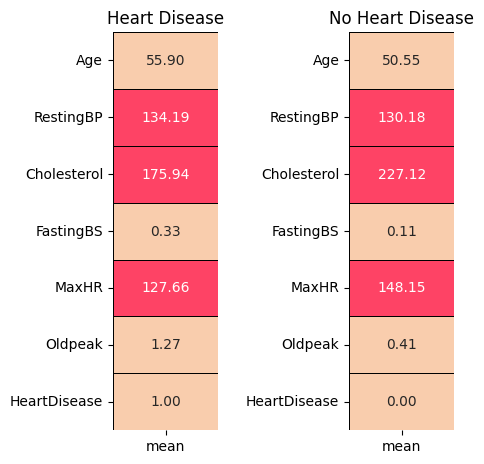 Heart Disease
Age 55.90
RestingBP 134.19
Cholesterol 175.94
FastingBS 0.33
MaxHR 127.66
Oldpeak 1.27
HeartDisease 1.00
mean
No Heart Disease
Age 50.55
RestingBP 130.18
Cholesterol 227.12
FastingBS 0.11
MaxHR 148.15
Oldpeak 0.41
HeartDisease 0.00
mean